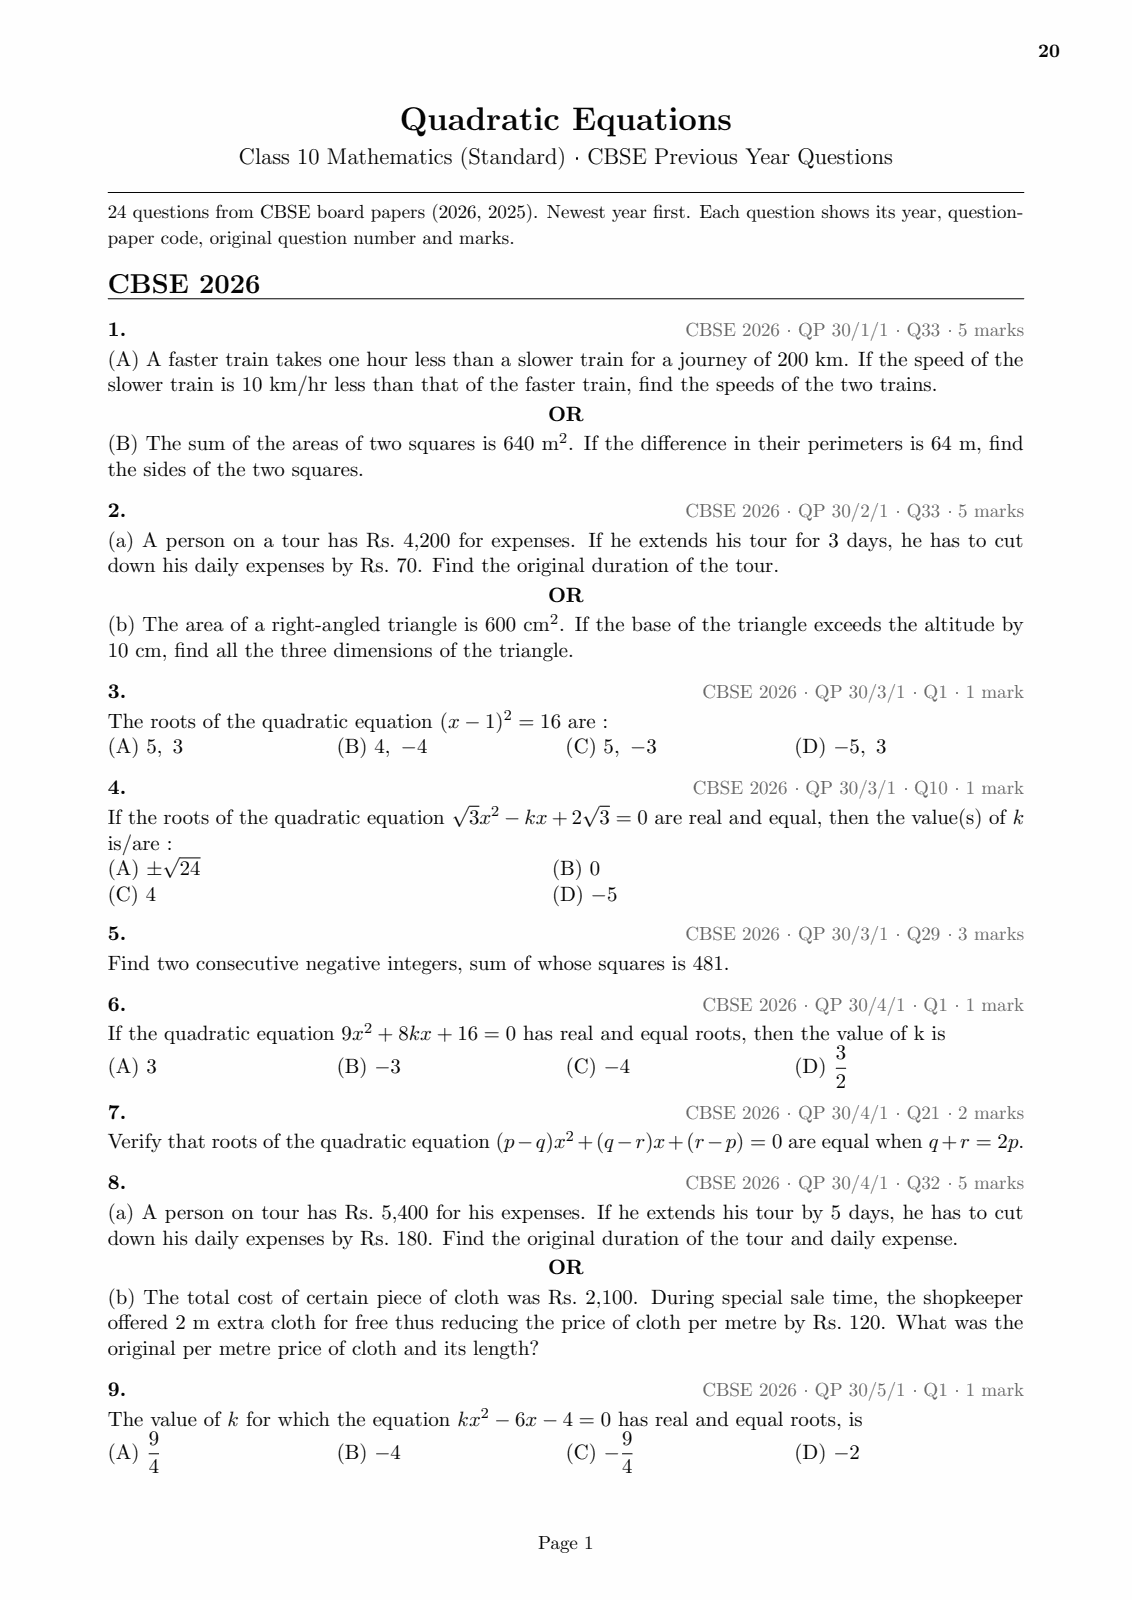 20
Quadratic Equations
Class 10 Mathematics (Standard) · CBSE Previous Year Questions
24 questions from CBSE board papers (2026, 2025). Newest year first. Each question shows its year, question-
paper code, original question number and marks.
CBSE 2026
1. CBSE 2026 · QP 30/1/1 · Q33 · 5 marks
(A) A faster train takes one hour less than a slower train for a journey of 200 km. If the speed of the
slower train is 10 km/hr less than that of the faster train, find the speeds of the two trains.
OR
(B) The sum of the areas of two squares is 640 m². If the difference in their perimeters is 64 m, find
the sides of the two squares.
2. CBSE 2026 · QP 30/2/1 · Q33 · 5 marks
(a) A person on a tour has Rs. 4,200 for expenses. If he extends his tour for 3 days, he has to cut
down his daily expenses by Rs. 70. Find the original duration of the tour.
OR
(b) The area of a right-angled triangle is 600 cm². If the base of the triangle exceeds the altitude by
10 cm, find all the three dimensions of the triangle.
3. CBSE 2026 · QP 30/3/1 · Q1 · 1 mark
The roots of the quadratic equation (x − 1)² = 16 are :
(A) 5, 3 (B) 4, −4 (C) 5, −3 (D) −5, 3
4. CBSE 2026 · QP 30/3/1 · Q10 · 1 mark
If the roots of the quadratic equation √3x² − kx + 2√3 = 0 are real and equal, then the value(s) of k
is/are :
(A) ±√24 (B) 0
(C) 4 (D) −5
5. CBSE 2026 · QP 30/3/1 · Q29 · 3 marks
Find two consecutive negative integers, sum of whose squares is 481.
6. CBSE 2026 · QP 30/4/1 · Q1 · 1 mark
If the quadratic equation 9x² + 8kx + 16 = 0 has real and equal roots, then the value of k is
(A) 3 (B) −3 (C) −4 (D) 3/2
7. CBSE 2026 · QP 30/4/1 · Q21 · 2 marks
Verify that roots of the quadratic equation (p−q)x²+(q−r)x+(r−p) = 0 are equal when q+r = 2p.
8. CBSE 2026 · QP 30/4/1 · Q32 · 5 marks
(a) A person on tour has Rs. 5,400 for his expenses. If he extends his tour by 5 days, he has to cut
down his daily expenses by Rs. 180. Find the original duration of the tour and daily expense.
OR
(b) The total cost of certain piece of cloth was Rs. 2,100. During special sale time, the shopkeeper
offered 2 m extra cloth for free thus reducing the price of cloth per metre by Rs. 120. What was the
original per metre price of cloth and its length?
9. CBSE 2026 · QP 30/5/1 · Q1 · 1 mark
The value of k for which the equation kx² − 6x − 4 = 0 has real and equal roots, is
(A) 9/4 (B) −4 (C) −9/4 (D) −2
Page 1